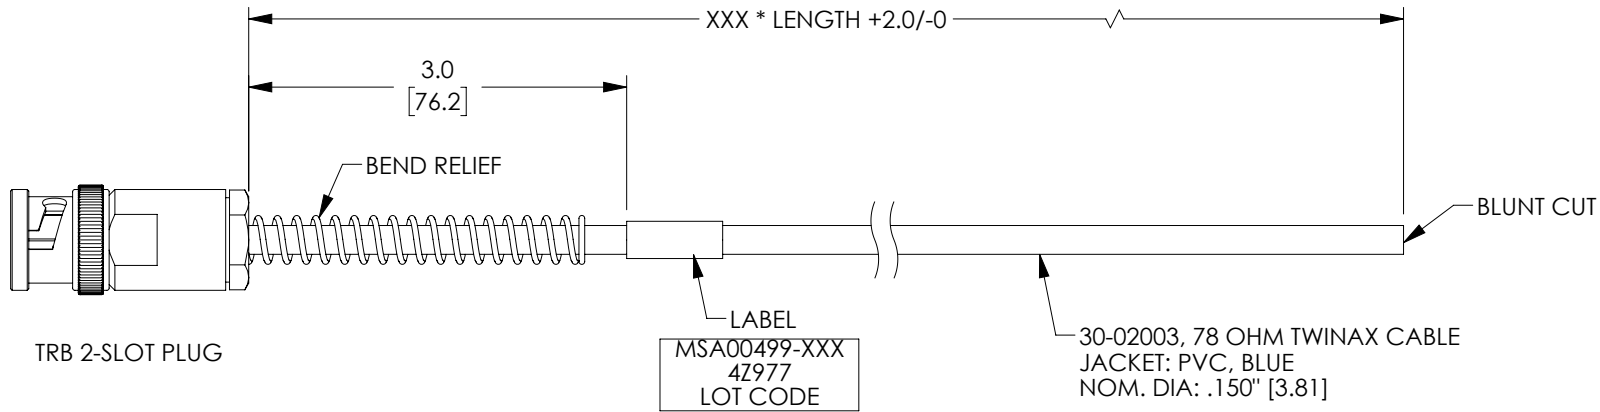 XXX * LENGTH +2.0/-0
3.0
[76.2]
BEND RELIEF
BLUNT CUT
TRB 2-SLOT PLUG
LABEL
MSA00499-XXX
4Z977
LOT CODE
30-02003, 78 OHM TWINAX CABLE
JACKET: PVC, BLUE
NOM. DIA: .150" [3.81]